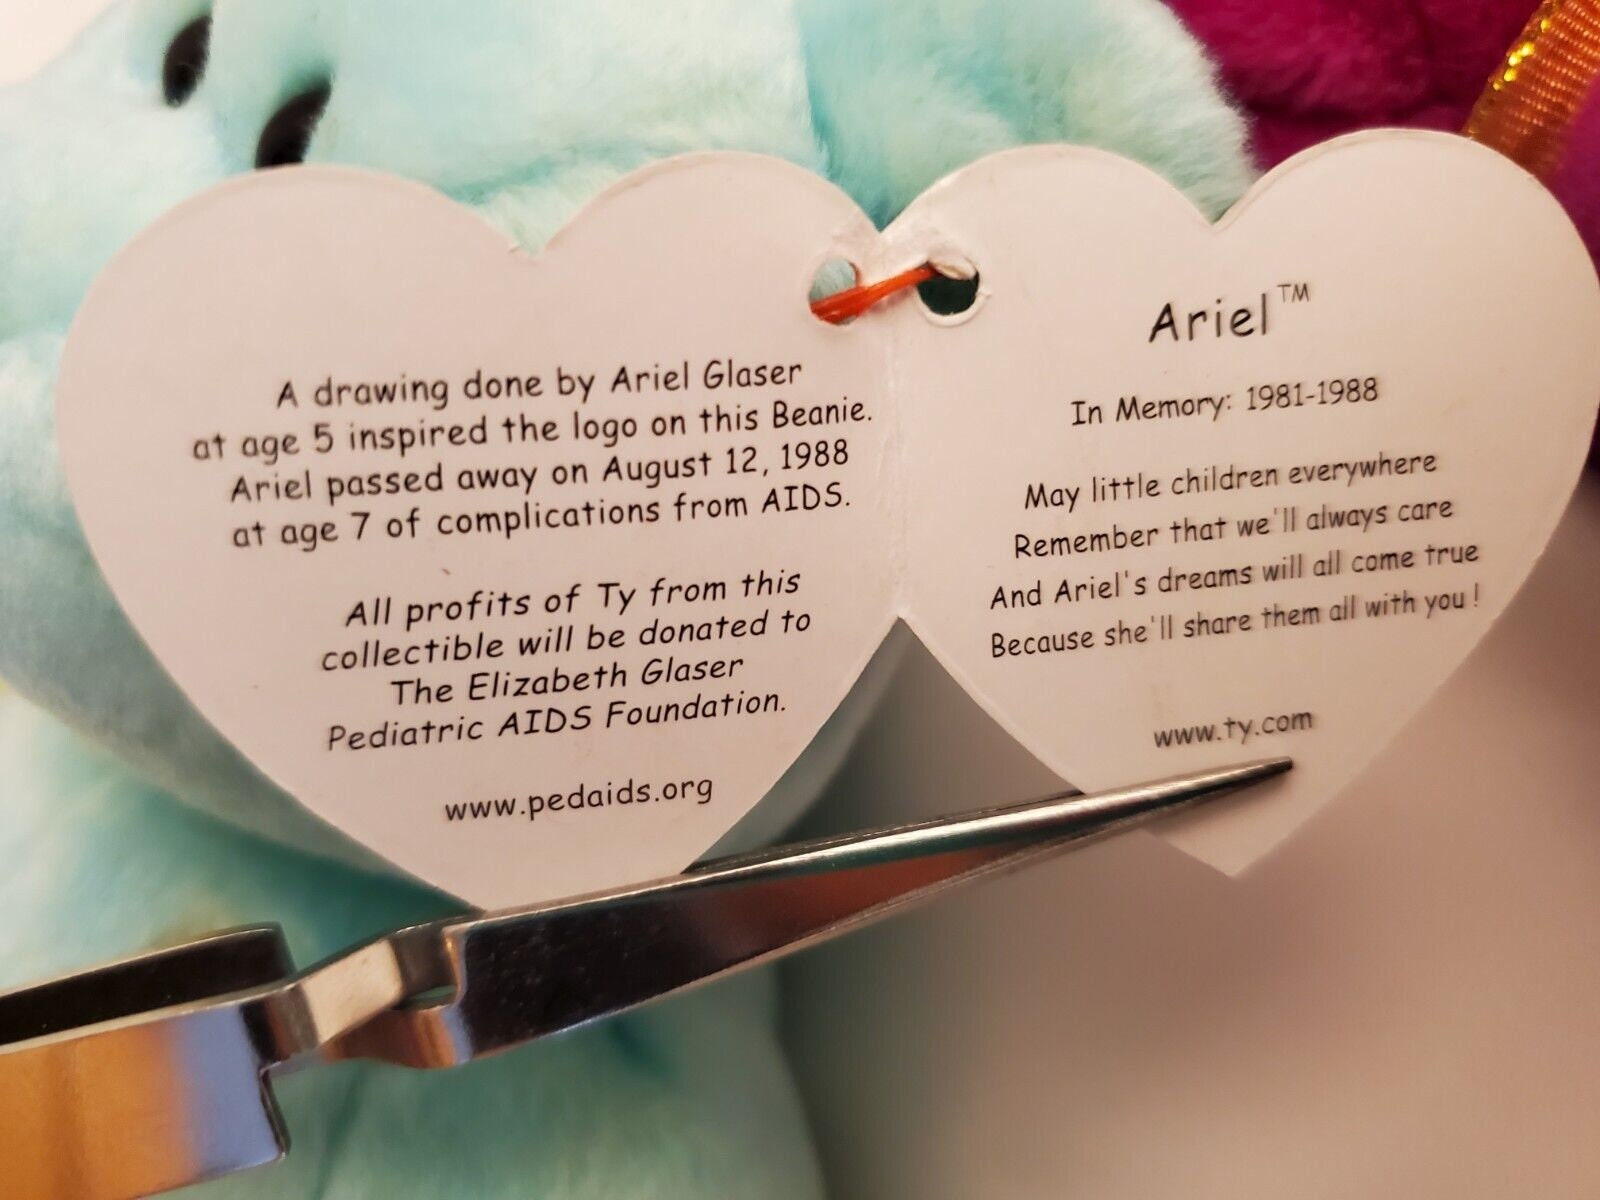 A drawing done by Ariel Glaser
at age 5 inspired the logo on this Beanie.
Ariel passed away on August 12, 1988
at age 7 of complications from AIDS.
All profits of Ty from this
collectible will be donated to
The Elizabeth Glaser
Pediatric AIDS Foundation.
www.pedaids.org
Ariel™
In Memory: 1981-1988
May little children everywhere
Remember that we'll always care
And Ariel's dreams will all come true
Because she'll share them all with you!
www.ty.com